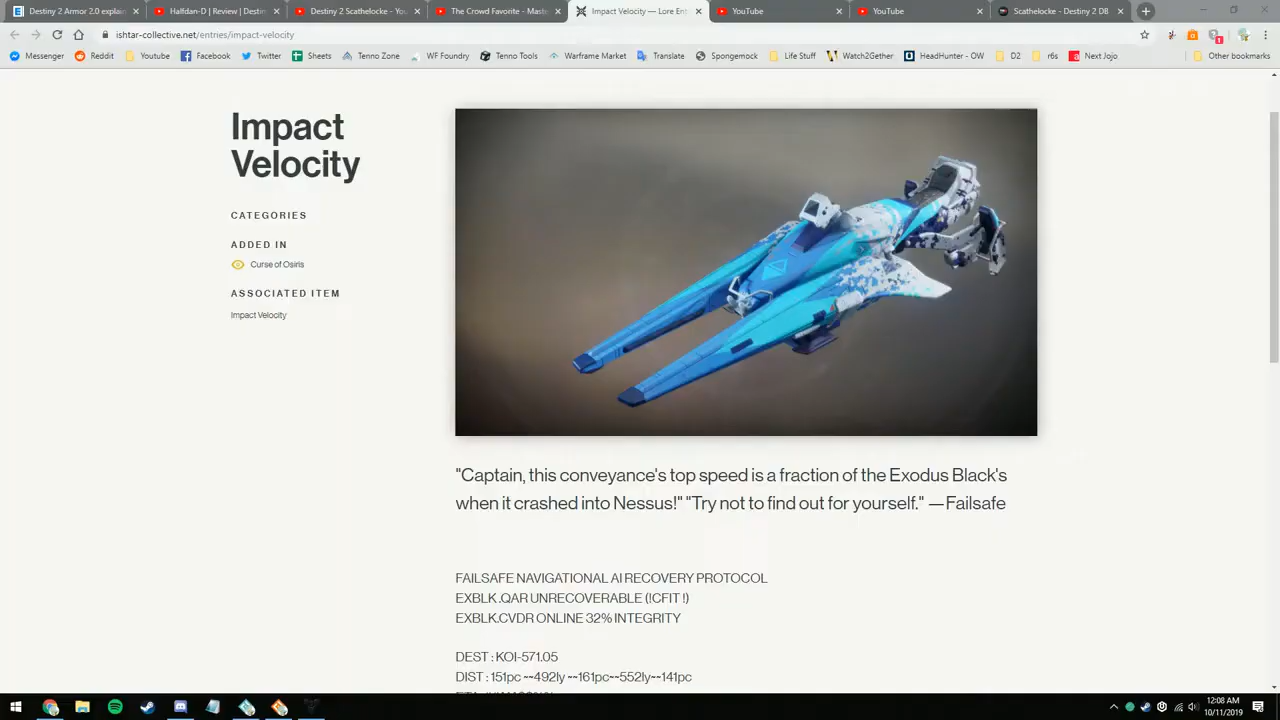 Destiny 2 Armor 2.0 explain
Halfdan-D | Review | Destin
Destiny 2 Scathelocke - You
The Crowd Favorite - Maste
Impact Velocity — Lore Ent
YouTube
YouTube
Scathelocke - Destiny 2 DB
ishtar-collective.net/entries/impact-velocity
Messenger
Reddit
Youtube
Facebook
Twitter
Sheets
Tenno Zone
WF Foundry
Tenno Tools
Warframe Market
Translate
Spongemock
Life Stuff
Watch2Gether
HeadHunter - OW
D2
r6s
Next Jojo
Other bookmarks
Impact
Velocity
CATEGORIES
ADDED IN
Curse of Osiris
ASSOCIATED ITEM
Impact Velocity
"Captain, this conveyance's top speed is a fraction of the Exodus Black's
when it crashed into Nessus!" "Try not to find out for yourself." —Failsafe
FAILSAFE NAVIGATIONAL AI RECOVERY PROTOCOL
EXBLK .QAR UNRECOVERABLE (!CFIT !)
EXBLK.CVDR ONLINE 32% INTEGRITY
DEST : KOI-571.05
DIST : 151pc ~~492ly ~~161pc~~552ly~~141pc
12:08 AM
10/11/2019